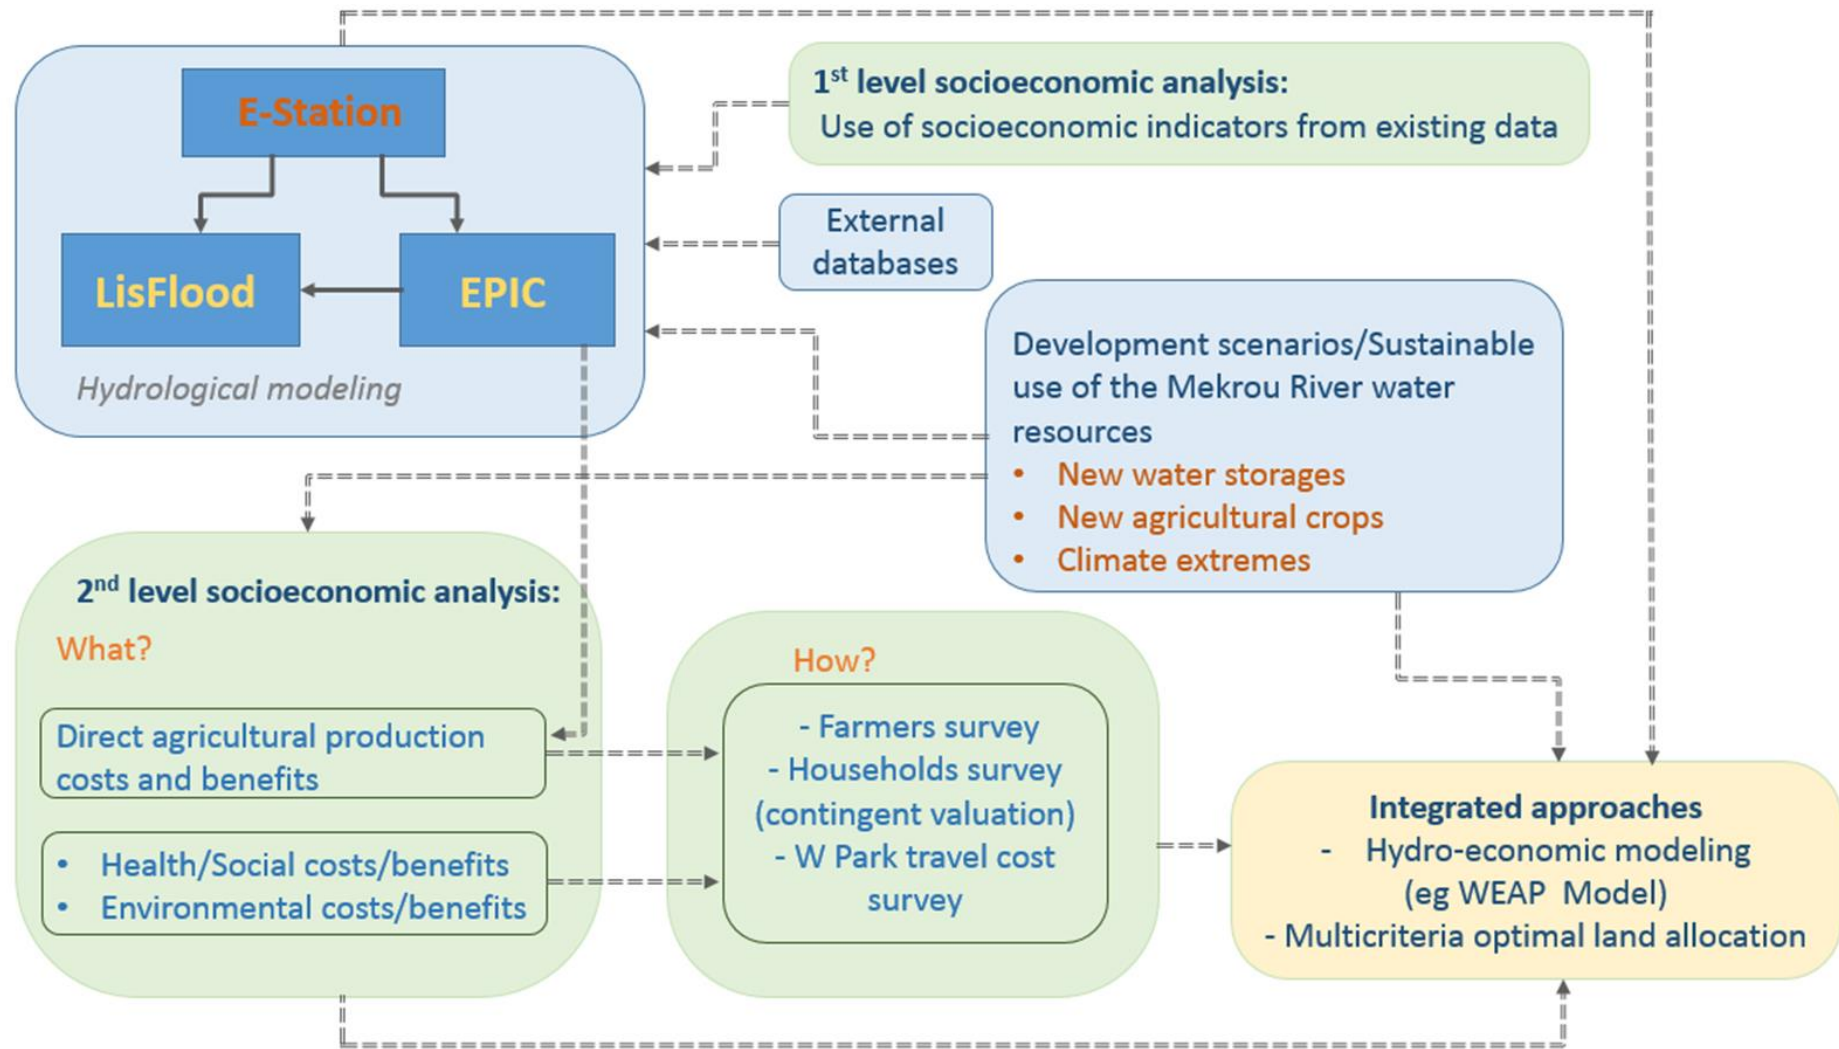 E-Station
LisFlood
EPIC
Hydrological modeling
1st level socioeconomic analysis:
Use of socioeconomic indicators from existing data
External
databases
Development scenarios/Sustainable
use of the Mekrou River water
resources
• New water storages
• New agricultural crops
• Climate extremes
2nd level socioeconomic analysis:
What?
Direct agricultural production
costs and benefits
• Health/Social costs/benefits
• Environmental costs/benefits
How?
- Farmers survey
- Households survey
(contingent valuation)
- W Park travel cost
survey
Integrated approaches
- Hydro-economic modeling
(eg WEAP Model)
- Multicriteria optimal land allocation